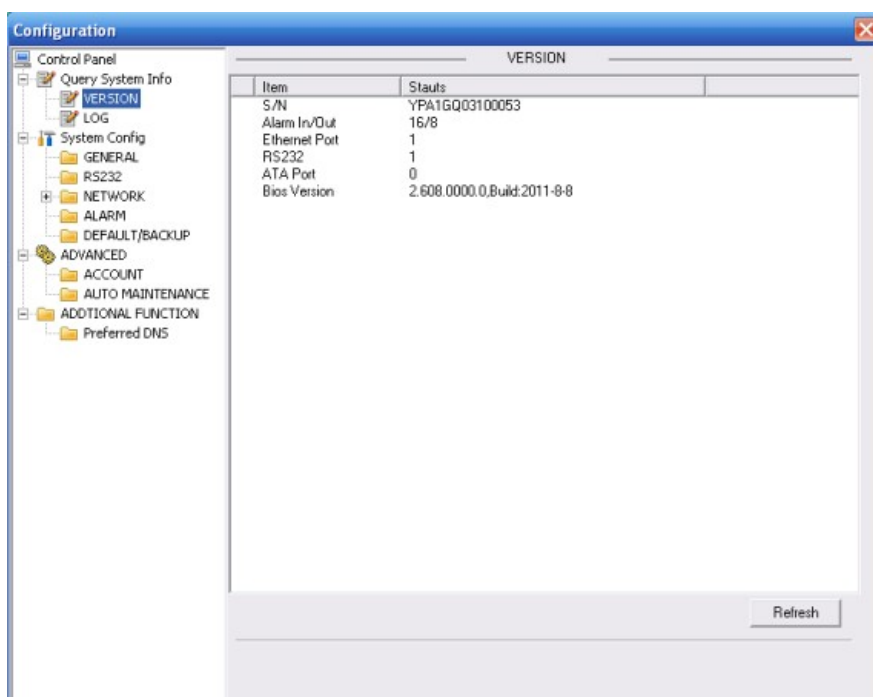 Configuration
Control Panel
Query System Info
VERSION
LOG
System Config
GENERAL
RS232
NETWORK
ALARM
DEFAULT/BACKUP
ADVANCED
ACCOUNT
AUTO MAINTENANCE
ADDTIONAL FUNCTION
Preferred DNS
VERSION
Item Stauts
S/N YPA1GQ03100053
Alarm In/Out 16/8
Ethernet Port 1
RS232 1
ATA Port 0
Bios Version 2.608.0000.0,Build:2011-8-8
Refresh